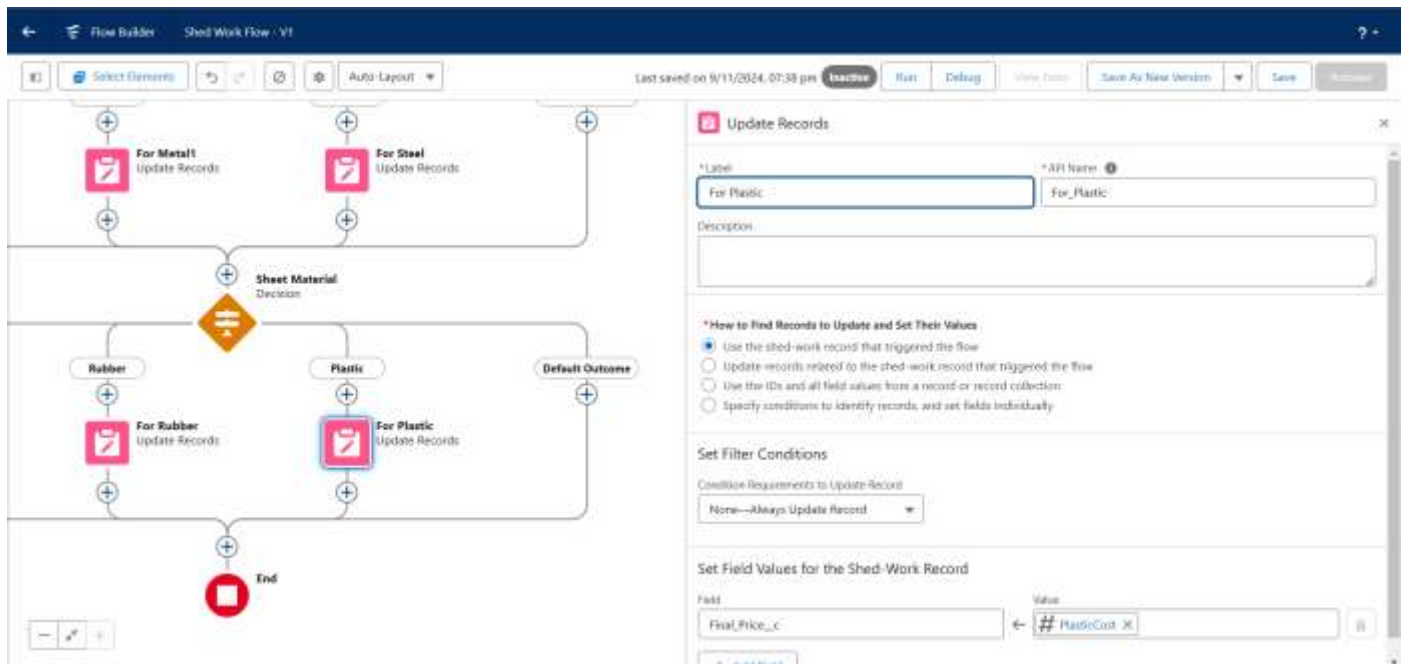 Flow Builder Shed Work Flow - V1 ?
Select Elements Auto-Layout Last saved on 9/11/2024, 07:38 pm Inactive Run Debug View Tests Save As New Version Save Activate
For Metal1
Update Records
For Steel
Update Records
Sheet Material
Decision
Rubber
Plastic
Default Outcome
For Rubber
Update Records
For Plastic
Update Records
End
Update Records
*Label
For Plastic
*API Name
For_Plastic
Description
*How to Find Records to Update and Set Their Values
Use the shed-work record that triggered the flow
Update records related to the shed-work record that triggered the flow
Use the IDs and all field values from a record or record collection
Specify conditions to identify records, and set fields individually
Set Filter Conditions
Condition Requirements to Update Record
None—Always Update Record
Set Field Values for the Shed-Work Record
Field
Final_Price__c
Value
PlasticCost
+ Add Field